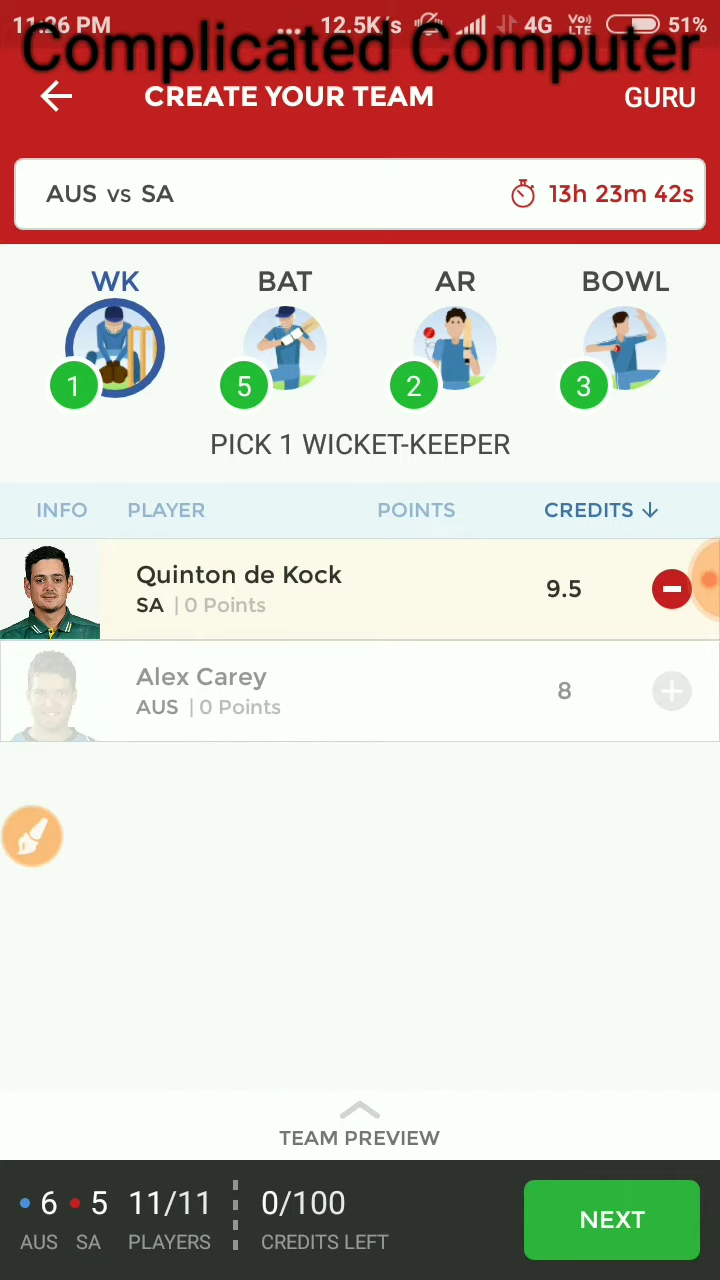 11:26 PM ... 12.5K/s 4G Vo) LTE 51%
Complicated Computer
CREATE YOUR TEAM GURU
AUS vs SA 13h 23m 42s
WK BAT AR BOWL
1 5 2 3
PICK 1 WICKET-KEEPER
INFO PLAYER POINTS CREDITS ↓
Quinton de Kock 9.5
SA | 0 Points
Alex Carey 8
AUS | 0 Points
TEAM PREVIEW
6 5 11/11 0/100
AUS SA PLAYERS CREDITS LEFT
NEXT